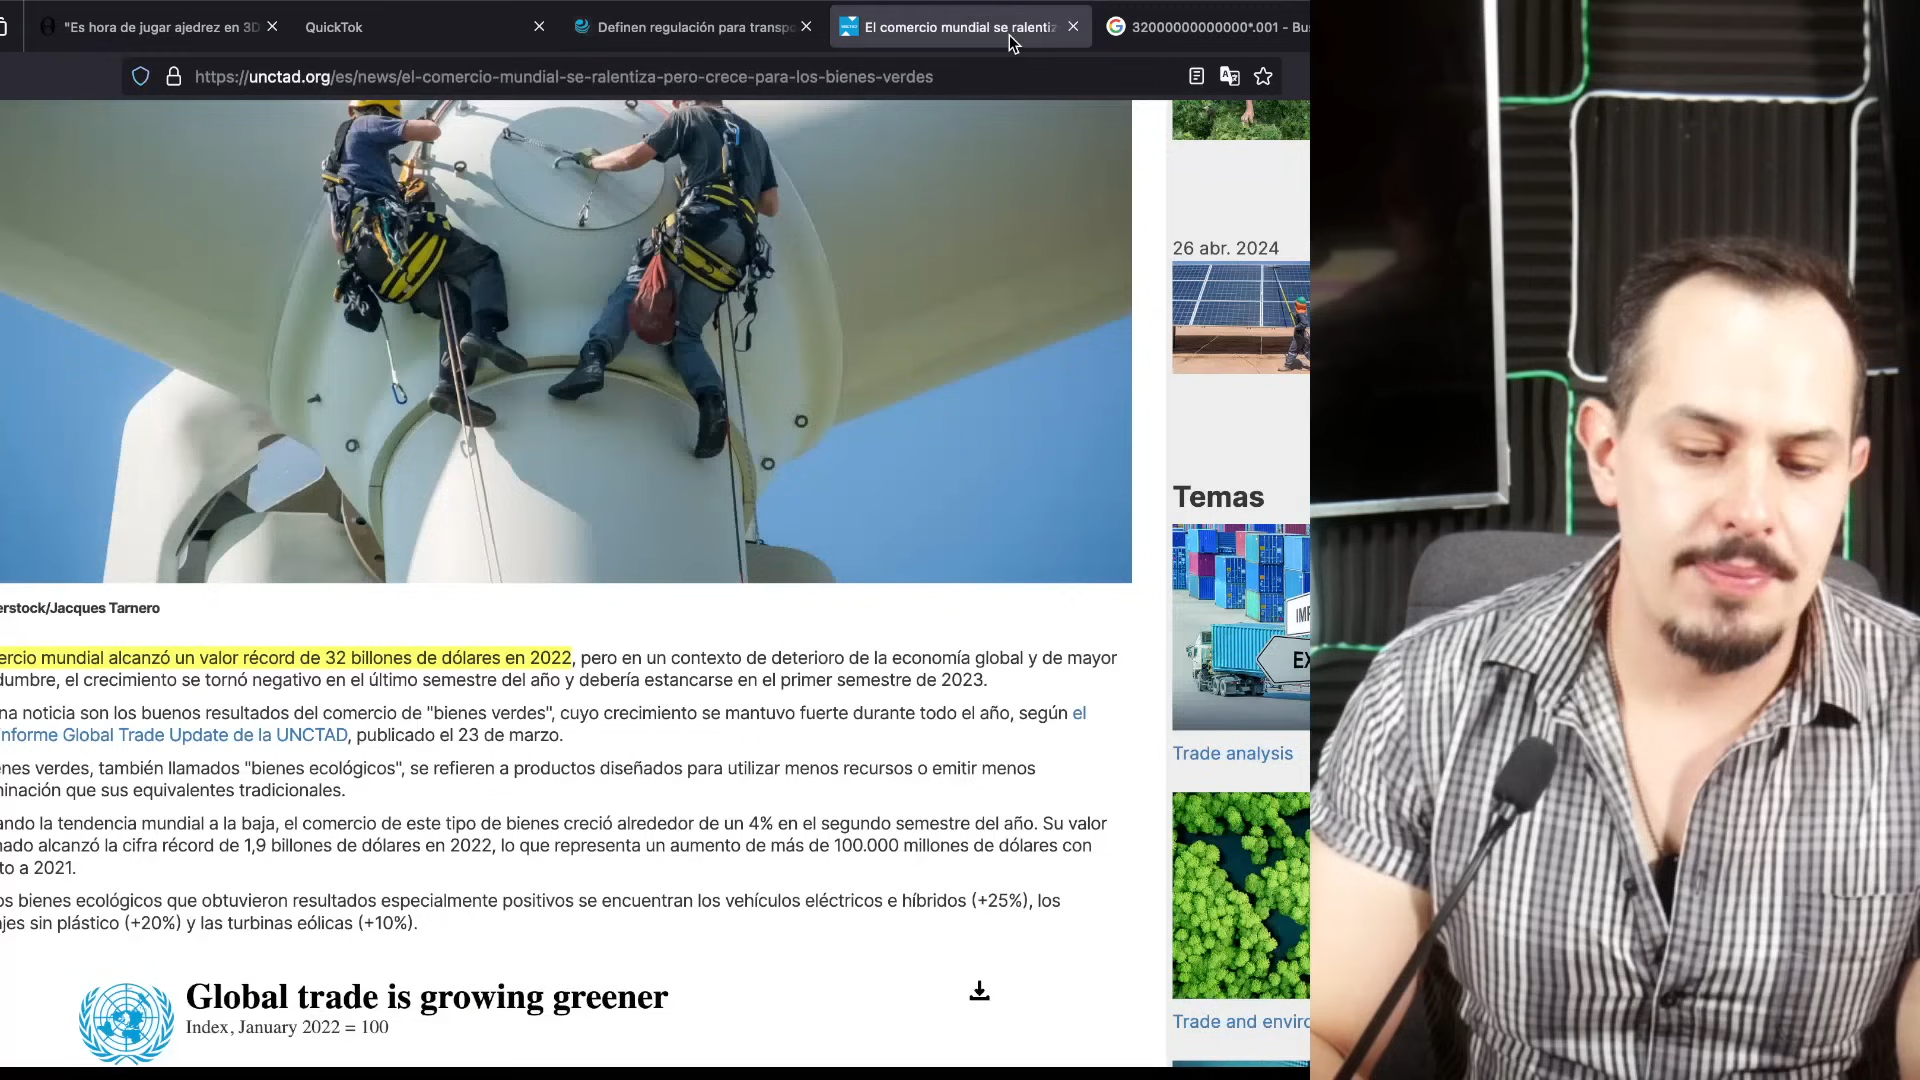 "Es hora de jugar ajedrez en 3D
QuickTok
Definen regulación para transpo
El comercio mundial se ralentiz
32000000000000*.001 - Bus
https://unctad.org/es/news/el-comercio-mundial-se-ralentiza-pero-crece-para-los-bienes-verdes
26 abr. 2024
Temas
IMP
EX
Trade analysis
Trade and enviro
erstock/Jacques Tarnero
ercio mundial alcanzó un valor récord de 32 billones de dólares en 2022, pero en un contexto de deterioro de la economía global y de mayor
dumbre, el crecimiento se tornó negativo en el último semestre del año y debería estancarse en el primer semestre de 2023.
na noticia son los buenos resultados del comercio de "bienes verdes", cuyo crecimiento se mantuvo fuerte durante todo el año, según el
nforme Global Trade Update de la UNCTAD, publicado el 23 de marzo.
enes verdes, también llamados "bienes ecológicos", se refieren a productos diseñados para utilizar menos recursos o emitir menos
ninación que sus equivalentes tradicionales.
ando la tendencia mundial a la baja, el comercio de este tipo de bienes creció alrededor de un 4% en el segundo semestre del año. Su valor
nado alcanzó la cifra récord de 1,9 billones de dólares en 2022, lo que representa un aumento de más de 100.000 millones de dólares con
to a 2021.
os bienes ecológicos que obtuvieron resultados especialmente positivos se encuentran los vehículos eléctricos e híbridos (+25%), los
jes sin plástico (+20%) y las turbinas eólicas (+10%).
Global trade is growing greener
Index, January 2022 = 100